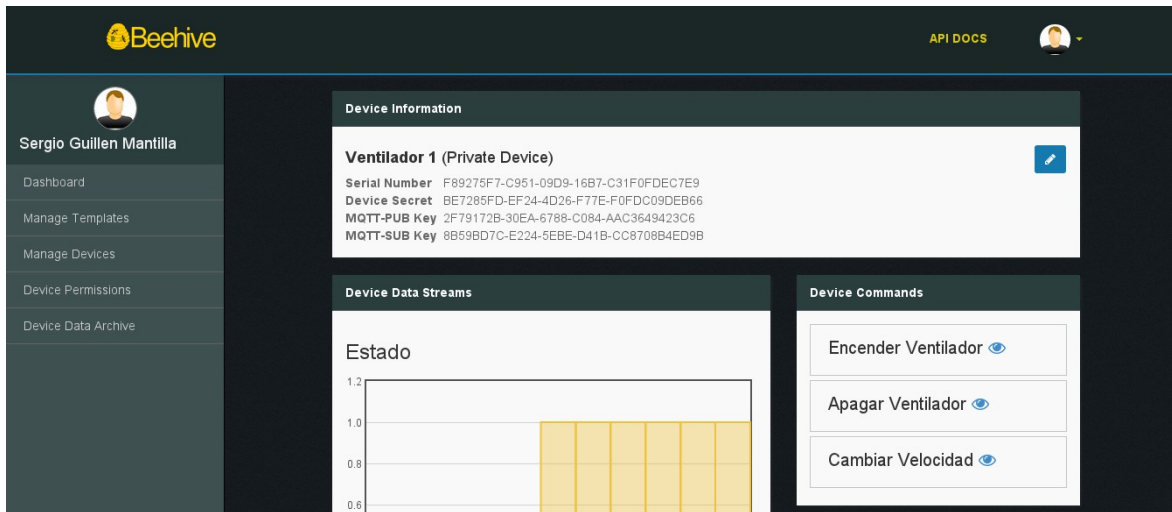 Beehive
API DOCS
Sergio Guillen Mantilla
Dashboard
Manage Templates
Manage Devices
Device Permissions
Device Data Archive
Device Information
Ventilador 1 (Private Device)
Serial Number F89275F7-C951-09D9-16B7-C31F0FDEC7E9
Device Secret BE7285FD-EF24-4D26-F77E-F0FDC09DEB66
MQTT-PUB Key 2F79172B-30EA-6788-C084-AAC3649423C6
MQTT-SUB Key 8B59BD7C-E224-5EBE-D41B-CC8708B4ED9B
Device Data Streams
Estado
1.2
1.0
0.8
0.6
Device Commands
Encender Ventilador
Apagar Ventilador
Cambiar Velocidad